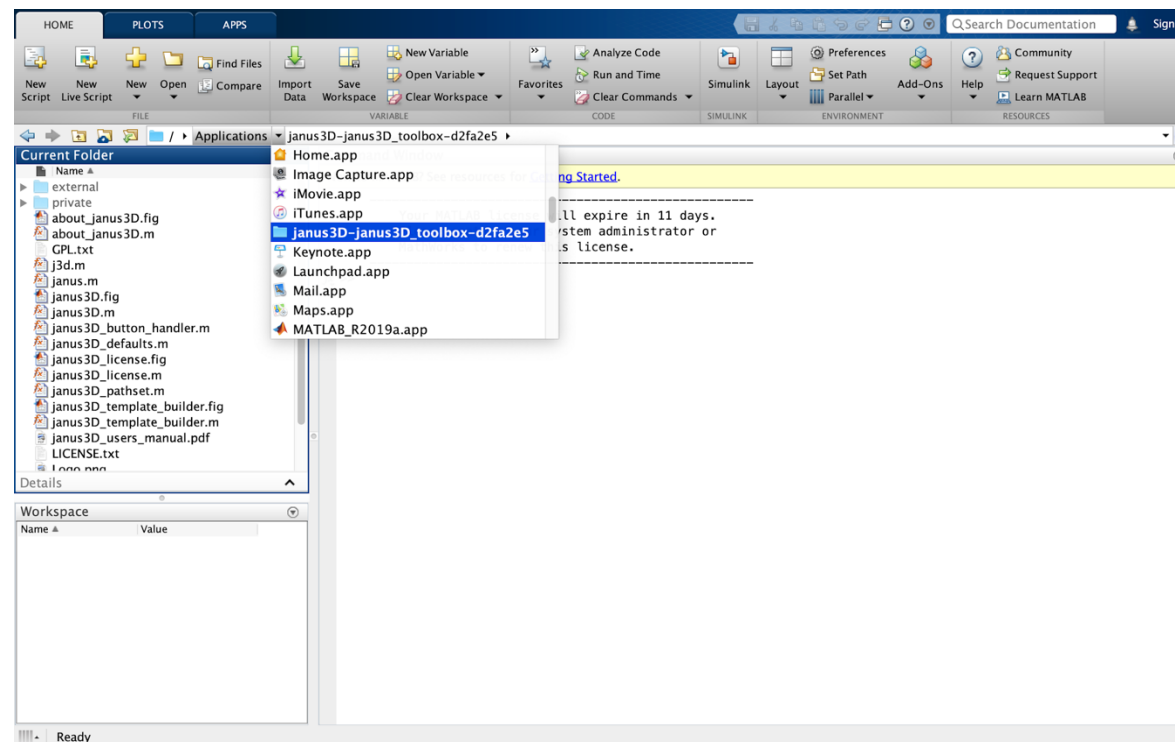 HOME PLOTS APPS
Search Documentation Sign
New Script
New Live Script
New
Open
Find Files
Compare
Import Data
Save Workspace
New Variable
Open Variable
Clear Workspace
Favorites
Analyze Code
Run and Time
Clear Commands
Simulink
Layout
Preferences
Set Path
Parallel
Add-Ons
Help
Community
Request Support
Learn MATLAB
FILE VARIABLE CODE SIMULINK ENVIRONMENT RESOURCES
/ Applications janus3D-janus3D_toolbox-d2fa2e5
Current Folder
Name
external
private
about_janus3D.fig
about_janus3D.m
GPL.txt
j3d.m
janus.m
janus3D.fig
janus3D.m
janus3D_button_handler.m
janus3D_defaults.m
janus3D_license.fig
janus3D_license.m
janus3D_pathset.m
janus3D_template_builder.fig
janus3D_template_builder.m
janus3D_users_manual.pdf
LICENSE.txt
Logo.png
Details
Home.app
Image Capture.app
iMovie.app
iTunes.app
janus3D-janus3D_toolbox-d2fa2e5
Keynote.app
Launchpad.app
Mail.app
Maps.app
MATLAB_R2019a.app
See resources for Getting Started.
ll expire in 11 days.
stem administrator or
s license.
Workspace
Name Value
Ready